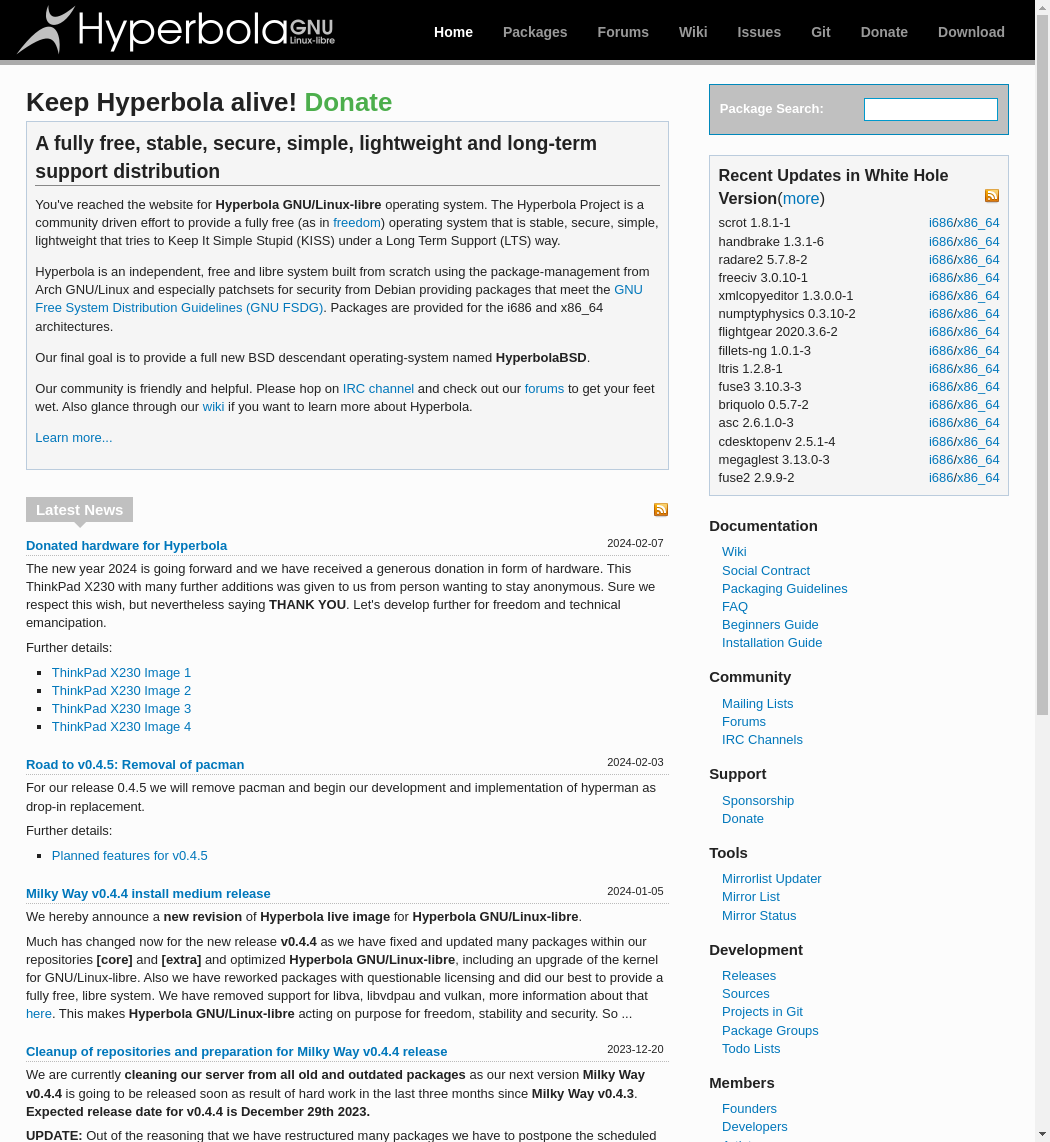 Hyperbola GNU Linux-libre
Home Packages Forums Wiki Issues Git Donate Download
Keep Hyperbola alive! Donate
A fully free, stable, secure, simple, lightweight and long-term
support distribution
You've reached the website for Hyperbola GNU/Linux-libre operating system. The Hyperbola Project is a
community driven effort to provide a fully free (as in freedom) operating system that is stable, secure, simple,
lightweight that tries to Keep It Simple Stupid (KISS) under a Long Term Support (LTS) way.
Hyperbola is an independent, free and libre system built from scratch using the package-management from
Arch GNU/Linux and especially patchsets for security from Debian providing packages that meet the GNU
Free System Distribution Guidelines (GNU FSDG). Packages are provided for the i686 and x86_64
architectures.
Our final goal is to provide a full new BSD descendant operating-system named HyperbolaBSD.
Our community is friendly and helpful. Please hop on IRC channel and check out our forums to get your feet
wet. Also glance through our wiki if you want to learn more about Hyperbola.
Learn more...
Latest News
Donated hardware for Hyperbola 2024-02-07
The new year 2024 is going forward and we have received a generous donation in form of hardware. This
ThinkPad X230 with many further additions was given to us from person wanting to stay anonymous. Sure we
respect this wish, but nevertheless saying THANK YOU. Let's develop further for freedom and technical
emancipation.
Further details:
ThinkPad X230 Image 1
ThinkPad X230 Image 2
ThinkPad X230 Image 3
ThinkPad X230 Image 4
Road to v0.4.5: Removal of pacman 2024-02-03
For our release 0.4.5 we will remove pacman and begin our development and implementation of hyperman as
drop-in replacement.
Further details:
Planned features for v0.4.5
Milky Way v0.4.4 install medium release 2024-01-05
We hereby announce a new revision of Hyperbola live image for Hyperbola GNU/Linux-libre.
Much has changed now for the new release v0.4.4 as we have fixed and updated many packages within our
repositories [core] and [extra] and optimized Hyperbola GNU/Linux-libre, including an upgrade of the kernel
for GNU/Linux-libre. Also we have reworked packages with questionable licensing and did our best to provide a
fully free, libre system. We have removed support for libva, libvdpau and vulkan, more information about that
here. This makes Hyperbola GNU/Linux-libre acting on purpose for freedom, stability and security. So ...
Cleanup of repositories and preparation for Milky Way v0.4.4 release 2023-12-20
We are currently cleaning our server from all old and outdated packages as our next version Milky Way
v0.4.4 is going to be released soon as result of hard work in the last three months since Milky Way v0.4.3.
Expected release date for v0.4.4 is December 29th 2023.
UPDATE: Out of the reasoning that we have restructured many packages we have to postpone the scheduled
Package Search:
Recent Updates in White Hole
Version(more)
scrot 1.8.1-1 i686/x86_64
handbrake 1.3.1-6 i686/x86_64
radare2 5.7.8-2 i686/x86_64
freeciv 3.0.10-1 i686/x86_64
xmlcopyeditor 1.3.0.0-1 i686/x86_64
numptyphysics 0.3.10-2 i686/x86_64
flightgear 2020.3.6-2 i686/x86_64
fillets-ng 1.0.1-3 i686/x86_64
ltris 1.2.8-1 i686/x86_64
fuse3 3.10.3-3 i686/x86_64
briquolo 0.5.7-2 i686/x86_64
asc 2.6.1.0-3 i686/x86_64
cdesktopenv 2.5.1-4 i686/x86_64
megaglest 3.13.0-3 i686/x86_64
fuse2 2.9.9-2 i686/x86_64
Documentation
Wiki
Social Contract
Packaging Guidelines
FAQ
Beginners Guide
Installation Guide
Community
Mailing Lists
Forums
IRC Channels
Support
Sponsorship
Donate
Tools
Mirrorlist Updater
Mirror List
Mirror Status
Development
Releases
Sources
Projects in Git
Package Groups
Todo Lists
Members
Founders
Developers